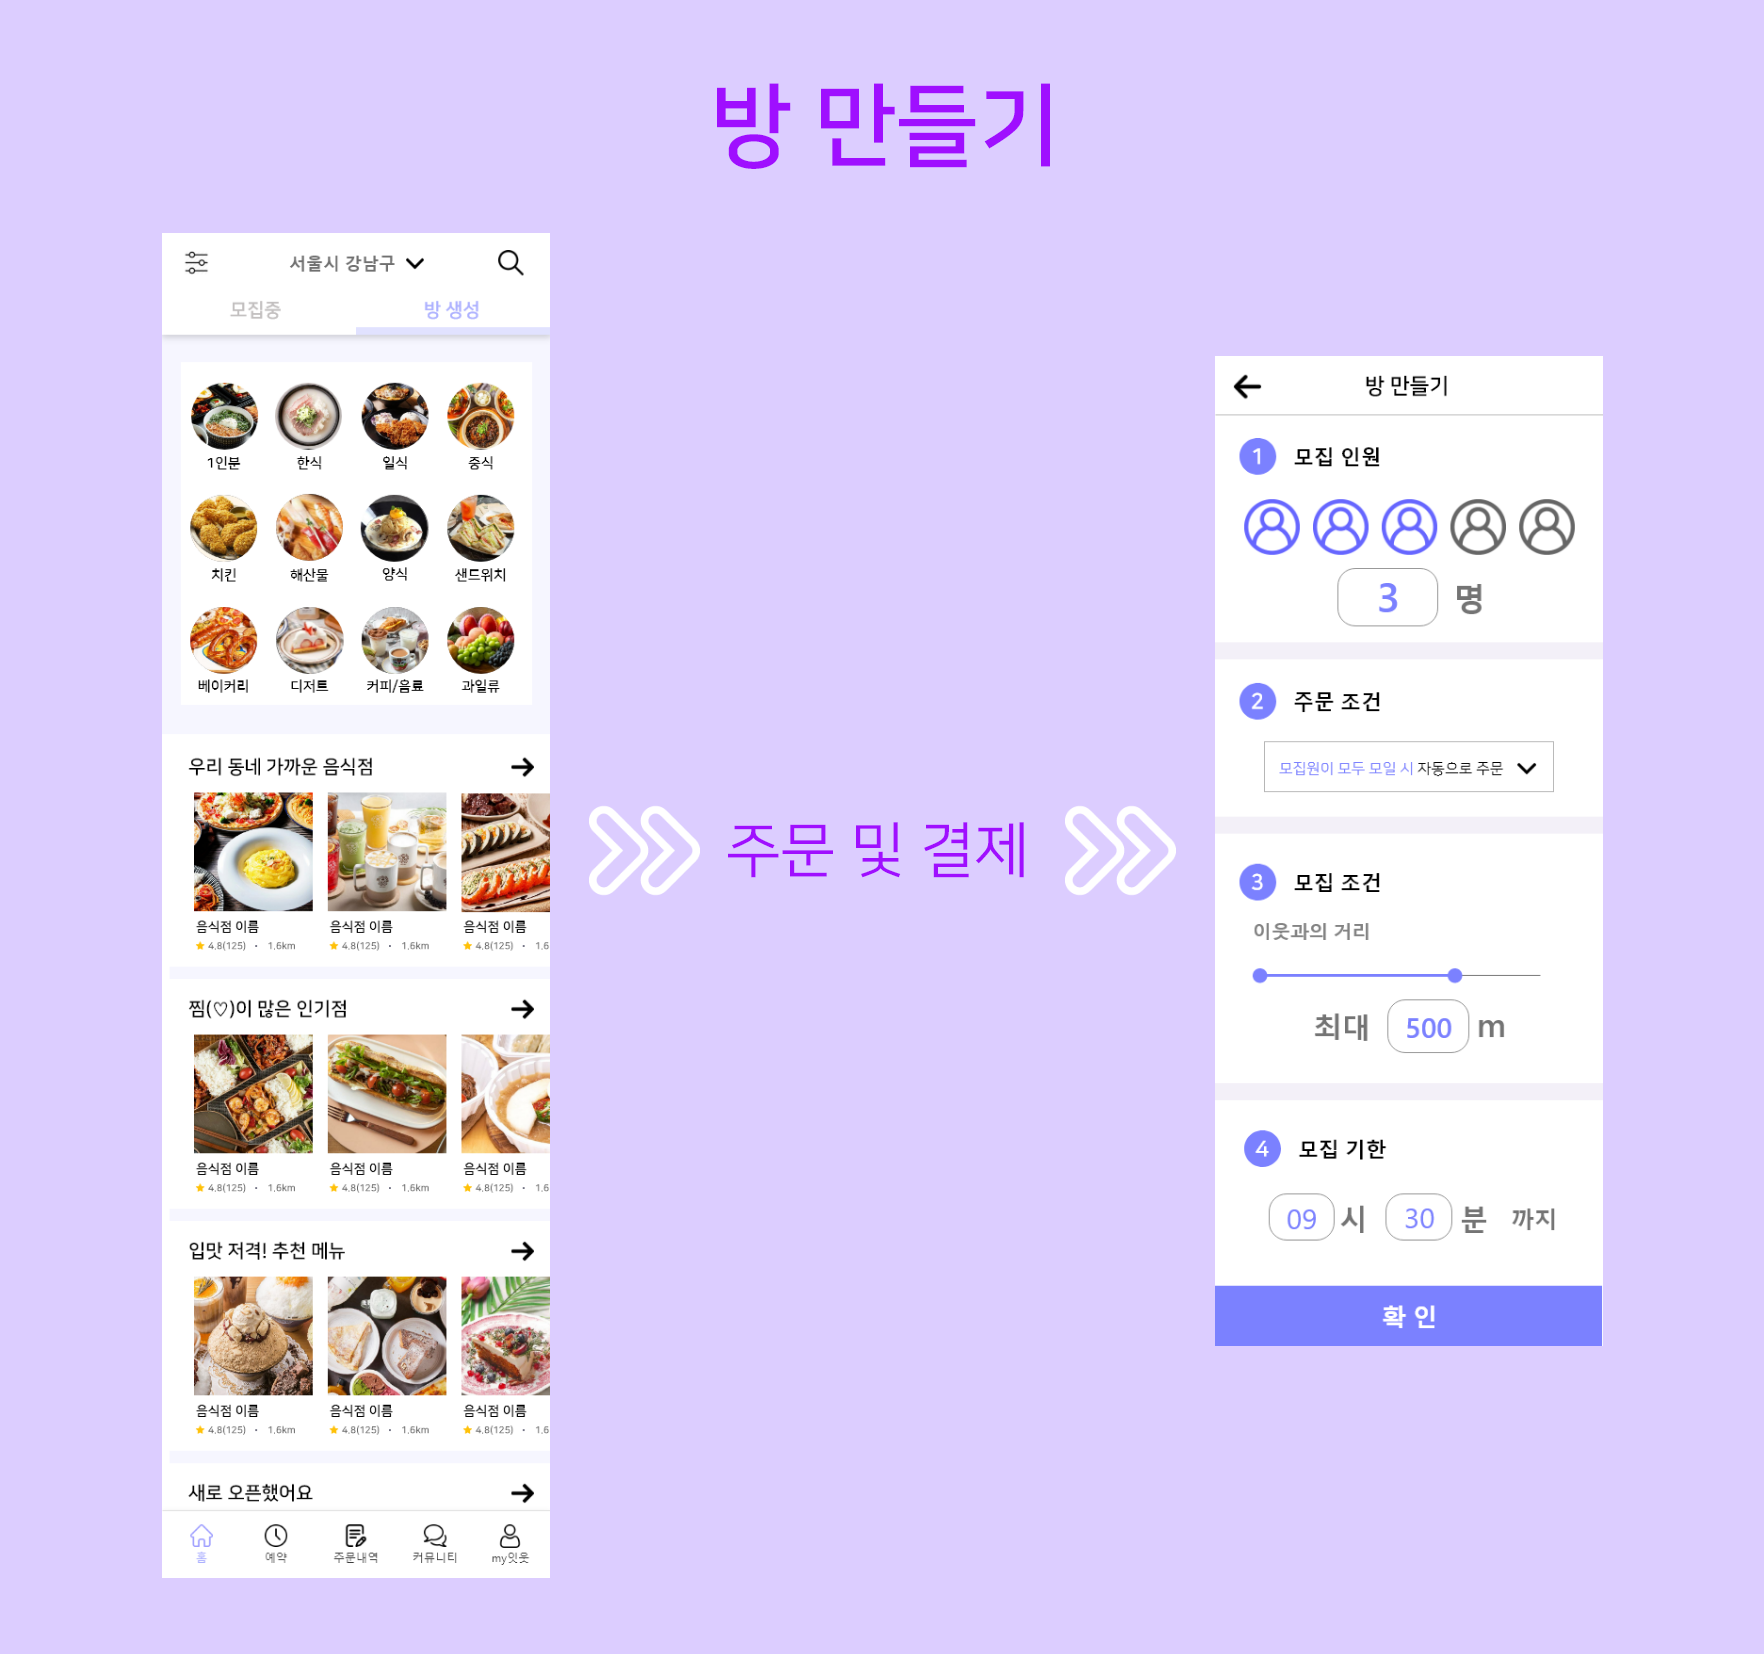 방 만들기
서울시 강남구
모집중 방 생성
1인분 한식 일식 중식
치킨 해산물 양식 샌드위치
베이커리 디저트 커피/음료 과일류
우리 동네 가까운 음식점
음식점 이름 음식점 이름 음식점 이름
4.8(125) • 1.6km 4.8(125) • 1.6km 4.8(125) • 1.6
찜(♡)이 많은 인기점
음식점 이름 음식점 이름 음식점 이름
4.8(125) • 1.6km 4.8(125) • 1.6km 4.8(125) • 1.6
입맛 저격! 추천 메뉴
음식점 이름 음식점 이름 음식점 이름
4.8(125) • 1.6km 4.8(125) • 1.6km 4.8(125) • 1.6
새로 오픈했어요
홈 예약 주문내역 커뮤니티 my잇웃
주문 및 결제
방 만들기
1 모집 인원
3 명
2 주문 조건
모집원이 모두 모일 시 자동으로 주문
3 모집 조건
이웃과의 거리
최대 500 m
4 모집 기한
09 시 30 분 까지
확 인